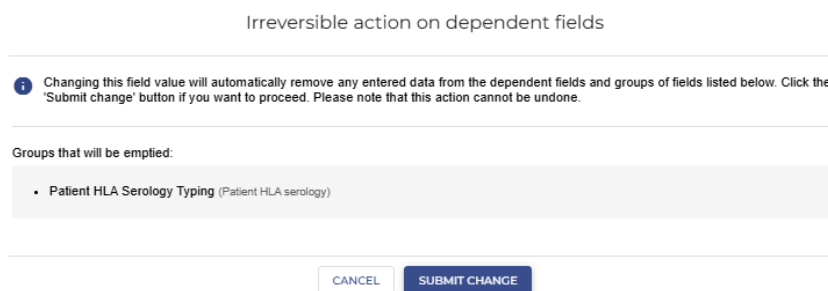 Irreversible action on dependent fields
Changing this field value will automatically remove any entered data from the dependent fields and groups of fields listed below. Click the
'Submit change' button if you want to proceed. Please note that this action cannot be undone.
Groups that will be emptied:
• Patient HLA Serology Typing (Patient HLA serology)
CANCEL SUBMIT CHANGE